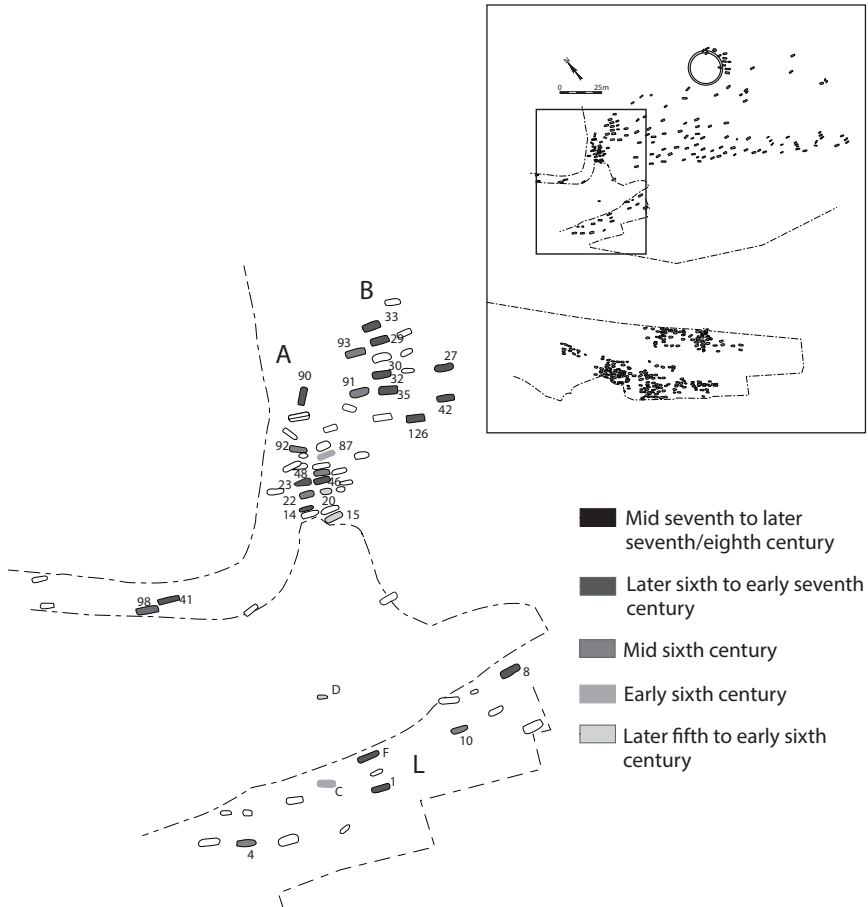 N
0
25m
B
33
29
93
A
27
30
90
32
91
35
42
126
92
87
48
46
23
22
20
14
15
98
41
D
8
10
F
L
1
C
4
Mid seventh to later
seventh/eighth century
Later sixth to early seventh
century
Mid sixth century
Early sixth century
Later fifth to early sixth
century